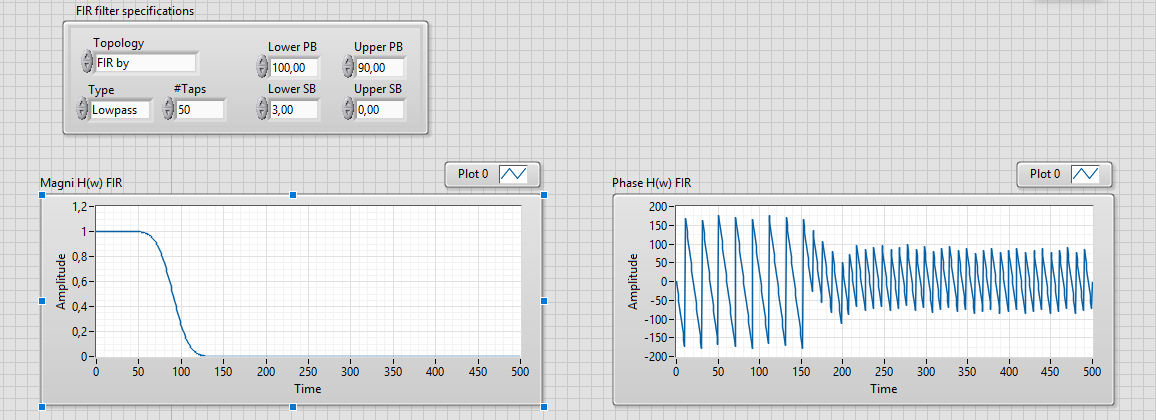 FIR filter specifications
Topology
FIR by
Lower PB
100,00
Upper PB
90,00
Type
Lowpass
#Taps
50
Lower SB
3,00
Upper SB
0,00
Magni H(w) FIR
Plot 0
Amplitude
1,2
1
0,8
0,6
0,4
0,2
0
0 50 100 150 200 250 300 350 400 450 500
Time
Phase H(w) FIR
Plot 0
Amplitude
200
150
100
50
0
-50
-100
-150
-200
0 50 100 150 200 250 300 350 400 450 500
Time